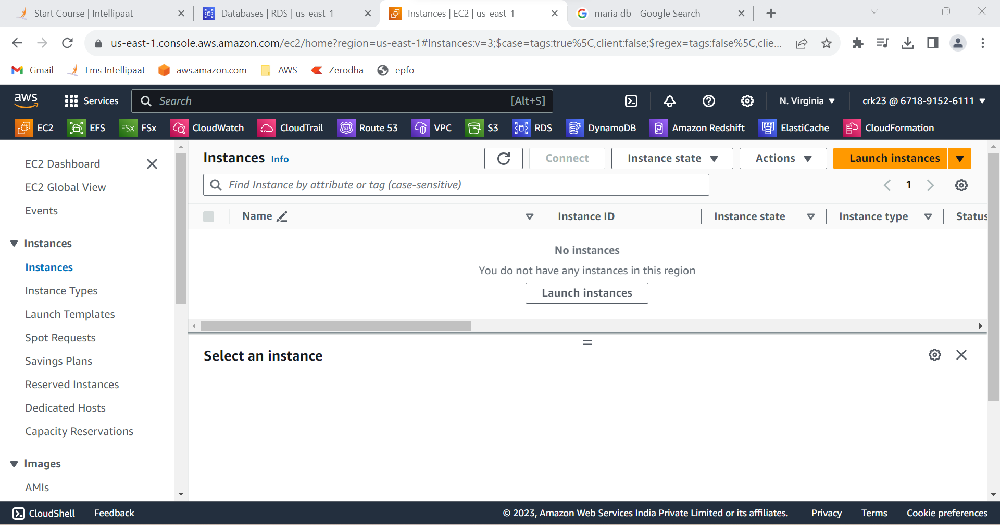 Start Course | Intellipaat
Databases | RDS | us-east-1
Instances | EC2 | us-east-1
maria db - Google Search
us-east-1.console.aws.amazon.com/ec2/home?region=us-east-1#Instances:v=3;$case=tags:true%5C,client:false;$regex=tags:false%5C,clie...
Gmail
Lms Intellipaat
aws.amazon.com
AWS
Zerodha
epfo
aws
Services
Search
[Alt+S]
N. Virginia
crk23 @ 6718-9152-6111
EC2
EFS
FSx
FSx
CloudWatch
CloudTrail
53
Route 53
VPC
S3
RDS
DynamoDB
Amazon Redshift
ElastiCache
CloudFormation
EC2 Dashboard
EC2 Global View
Events
Instances
Instances
Instance Types
Launch Templates
Spot Requests
Savings Plans
Reserved Instances
Dedicated Hosts
Capacity Reservations
Images
AMIs
Instances Info
Connect
Instance state
Actions
Launch instances
Find Instance by attribute or tag (case-sensitive)
1
Name
Instance ID
Instance state
Instance type
Status
No instances
You do not have any instances in this region
Launch instances
Select an instance
CloudShell
Feedback
© 2023, Amazon Web Services India Private Limited or its affiliates.
Privacy
Terms
Cookie preferences